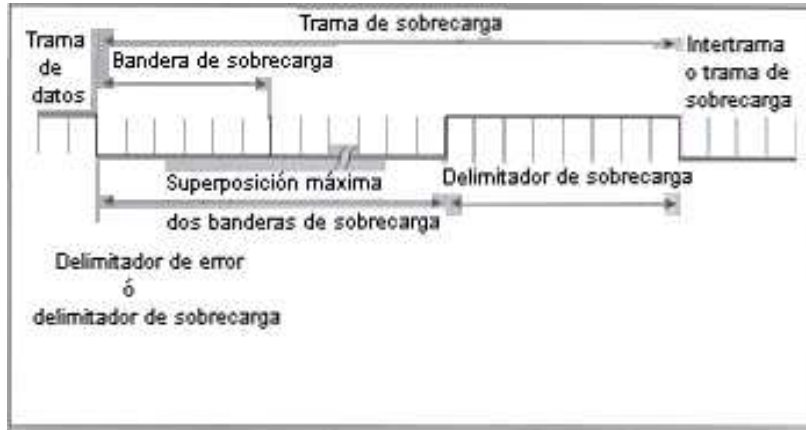 Trama de sobrecarga
Trama
de
datos
Bandera de sobrecarga
Intertrama
o trama de
sobrecarga
Superposición máxima
Delimitador de sobrecarga
dos banderas de sobrecarga
Delimitador de error
ó
delimitador de sobrecarga